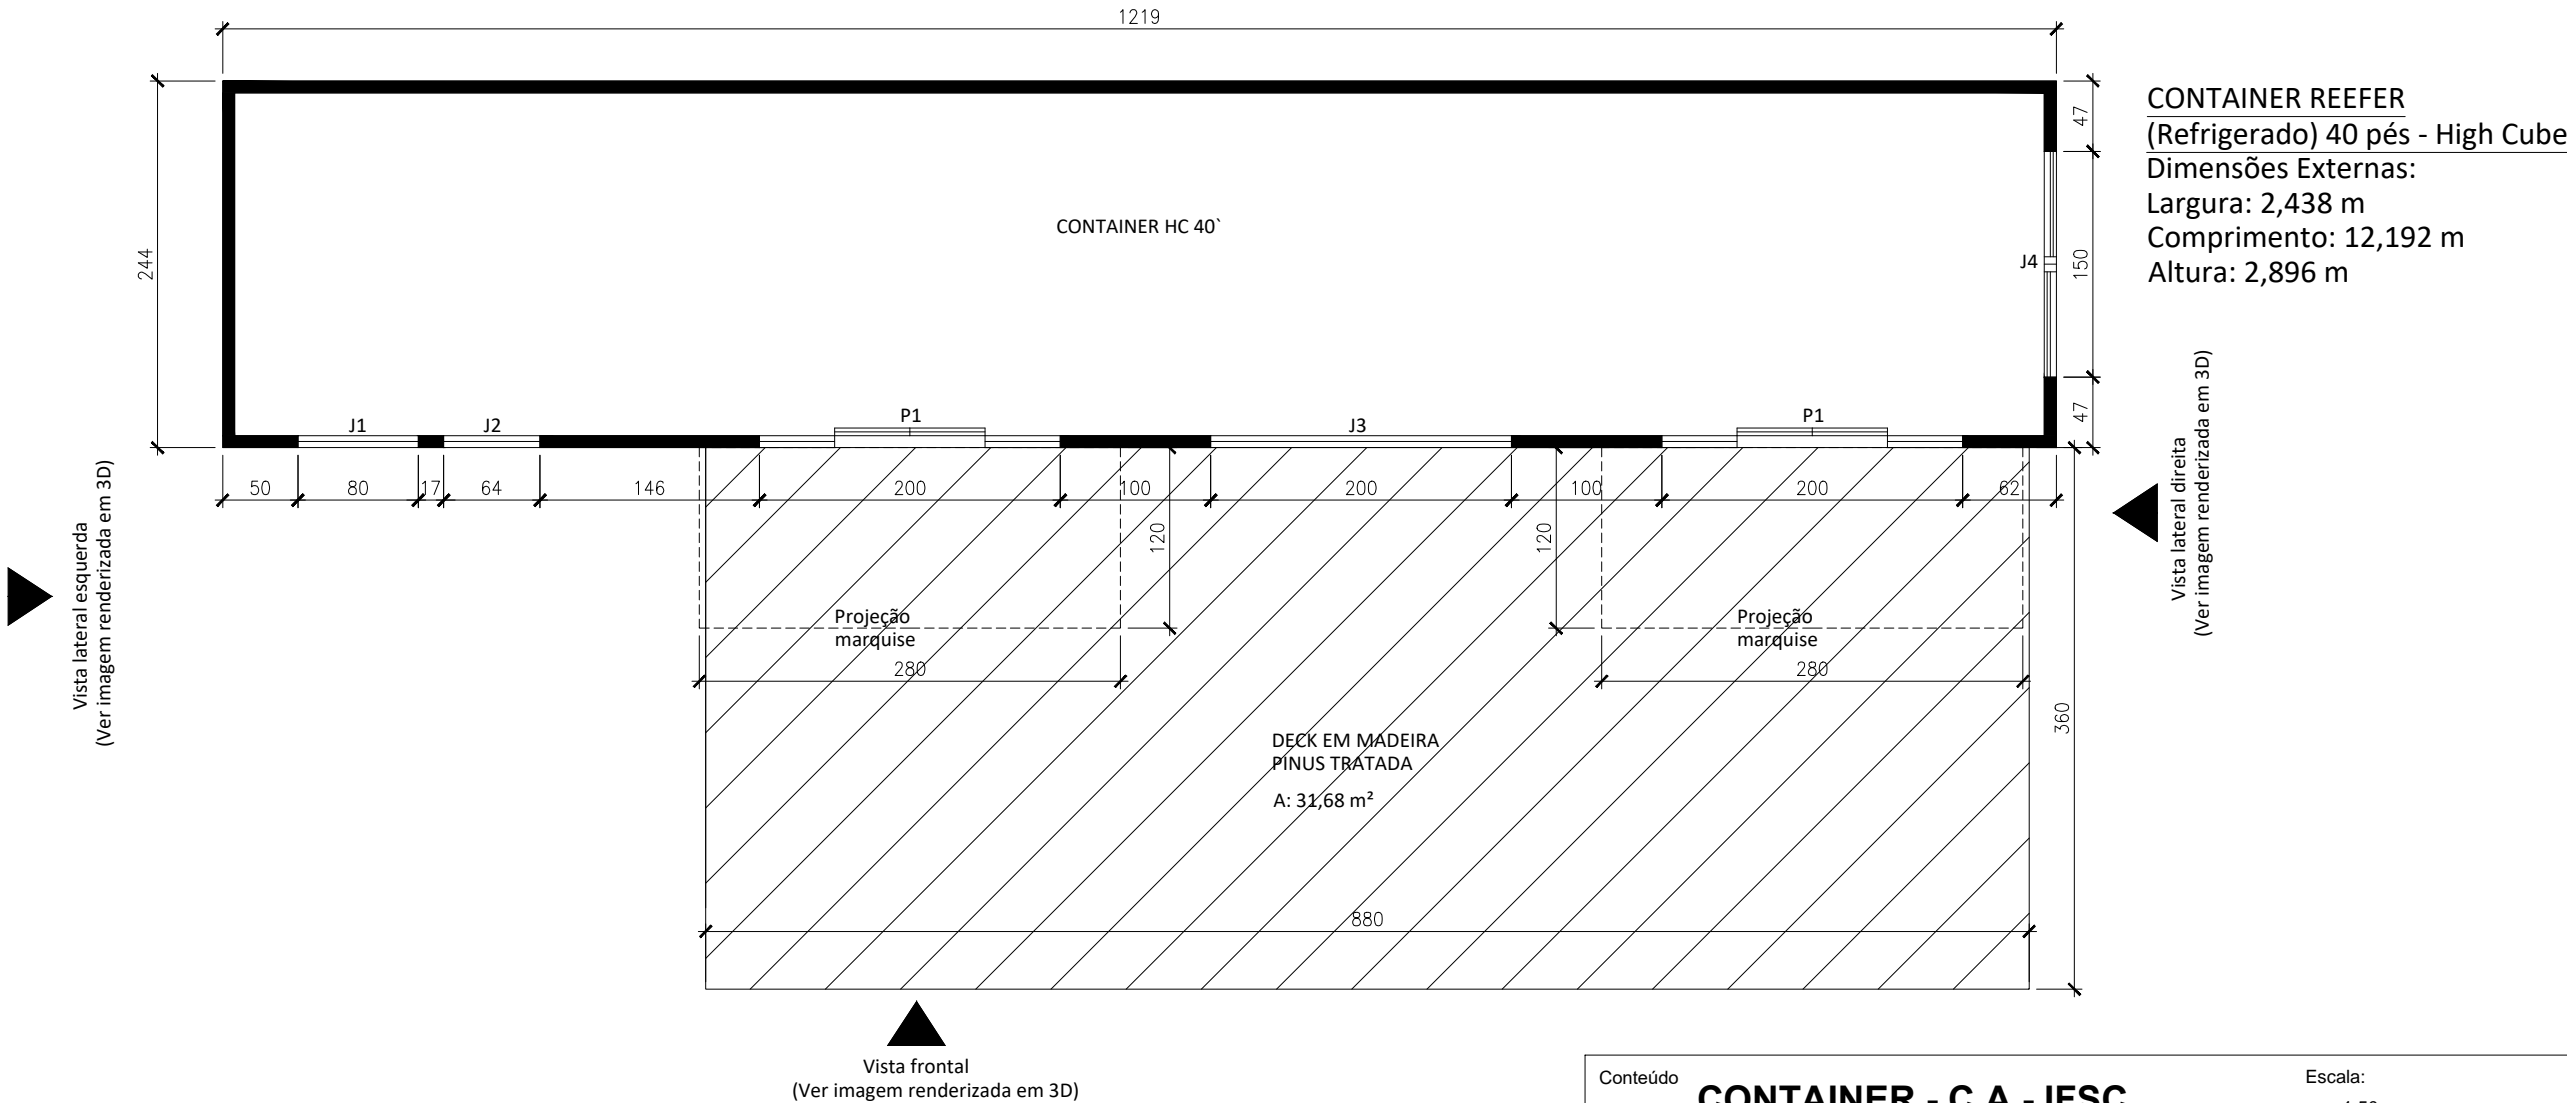 1219
CONTAINER REEFER
(Refrigerado) 40 pés - High Cube
Dimensões Externas:
Largura: 2,438 m
Comprimento: 12,192 m
Altura: 2,896 m
47
150
47
244
CONTAINER HC 40`
J4
J1
J2
P1
J3
P1
50
80
17
64
146
200
100
200
100
200
62
120
120
Vista lateral esquerda
(Ver imagem renderizada em 3D)
Vista lateral direita
(Ver imagem renderizada em 3D)
Projeção
marquise
280
Projeção
marquise
280
360
DECK EM MADEIRA
PINUS TRATADA
A: 31,68 m²
880
Vista frontal
(Ver imagem renderizada em 3D)
Conteúdo
CONTAINER - C.A - IFSC
Escala: